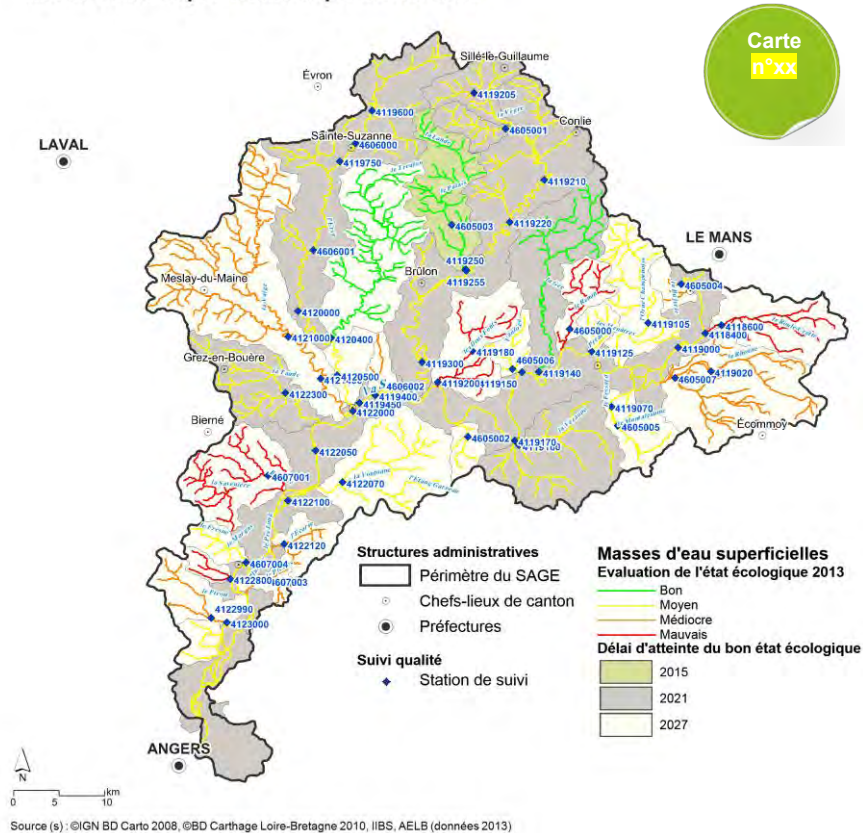 Carte
n°xx
Sillé-le-Guillaume
Évron
4119205
4119600
4605001
Conlie
LAVAL
Sainte-Suzanne
4606000
4119750
4119210
4119220
4605003
4606001
LE MANS
4119250
4119255
Brûlon
Meslay-du-Maine
4605004
4120000
4119105
4118600
4605000
4118400
4121000
4120400
4119180
4119125
4119000
Grez-en-Bouère
4119300
4605006
4119020
4120500
4119200
4119150
4119140
4605007
4606002
4122300
4119400
4119450
4122000
4119070
Bierné
4605005
Écommoy
4605002
4119170
4122050
4607001
4122070
l'Étang Gareau
4122100
4122120
4607004
4122800
4607003
4122990
4123000
ANGERS
Structures administratives
Périmètre du SAGE
Chefs-lieux de canton
Préfectures
Suivi qualité
Station de suivi
Masses d'eau superficielles
Evaluation de l'état écologique 2013
Bon
Moyen
Médiocre
Mauvais
Délai d'atteinte du bon état écologique
2015
2021
2027
N
km
0 5 10
Source (s) : ©IGN BD Carto 2008, ©BD Carthage Loire-Bretagne 2010, IIBS, AELB (données 2013)